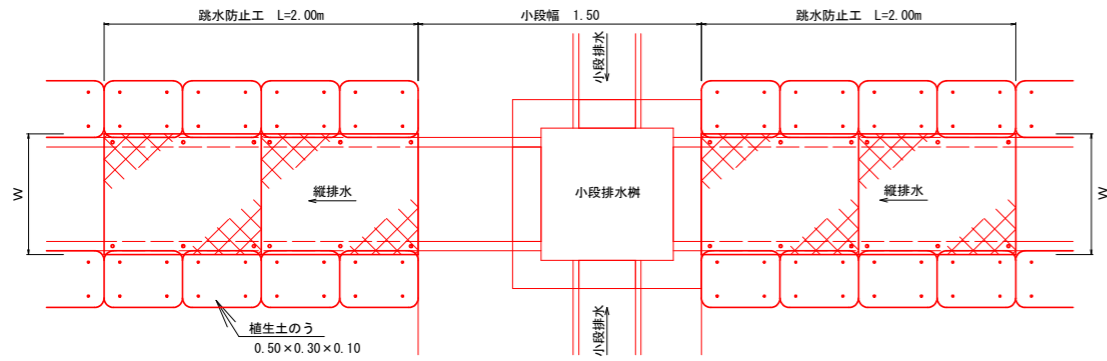 跳水防止工 L=2.00m
小段幅 1.50
跳水防止工 L=2.00m
小段排水
W
縦排水
小段排水桝
縦排水
W
植生土のう
0.50×0.30×0.10
小段排水